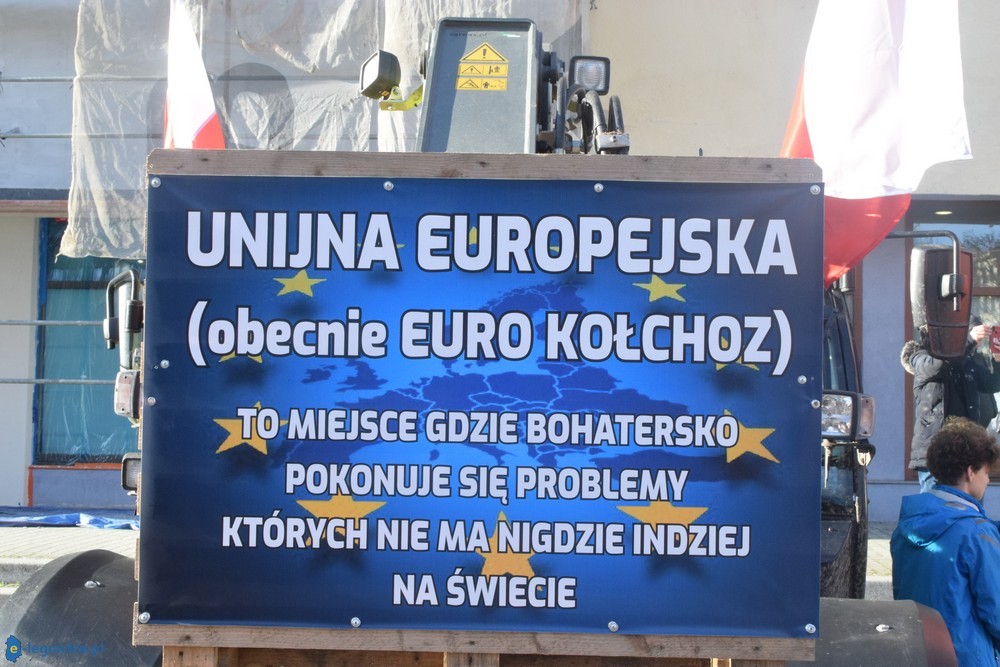 UNIJNA EUROPEJSKA
(obecnie EURO KOŁCHOZ)
TO MIEJSCE GDZIE BOHATERSKO
POKONUJE SIĘ PROBLEMY
KTÓRYCH NIE MA NIGDZIE INDZIEJ
NA ŚWIECIE